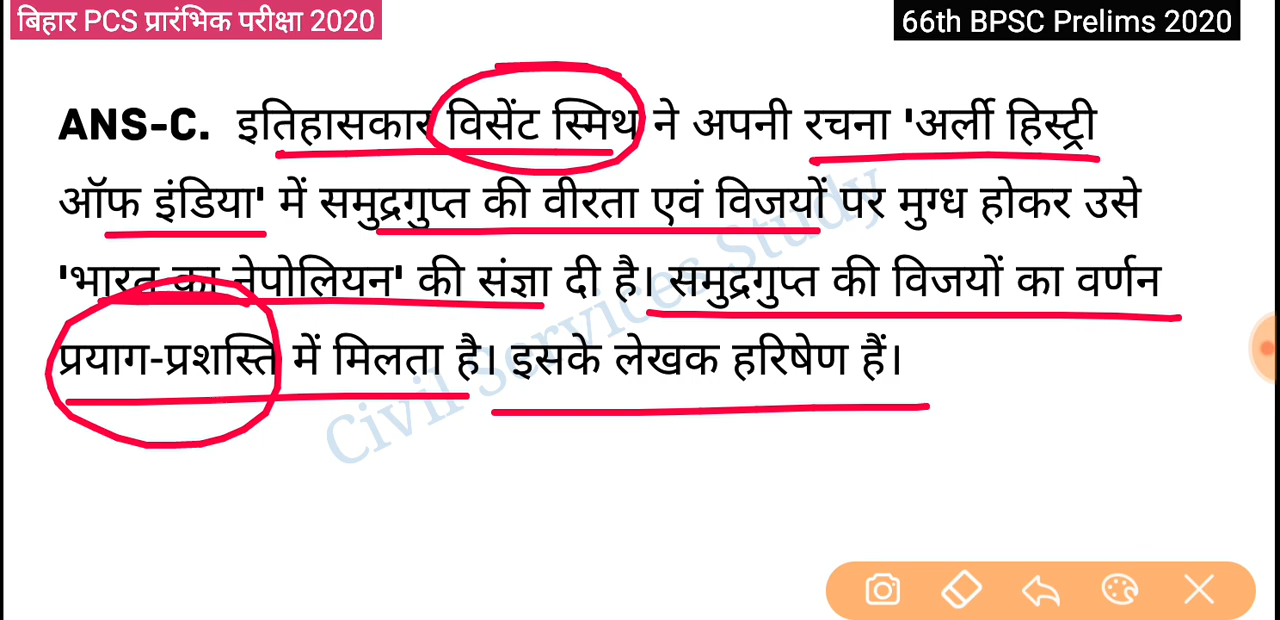 बिहार PCS प्रारंभिक परीक्षा 2020
66th BPSC Prelims 2020
ANS-C. इतिहासकार विसेंट स्मिथ ने अपनी रचना 'अर्ली हिस्ट्री
ऑफ इंडिया' में समुद्रगुप्त की वीरता एवं विजयों पर मुग्ध होकर उसे
'भारत का नेपोलियन' की संज्ञा दी है। समुद्रगुप्त की विजयों का वर्णन
प्रयाग-प्रशस्ति में मिलता है। इसके लेखक हरिषेण हैं।
Civil Services Study